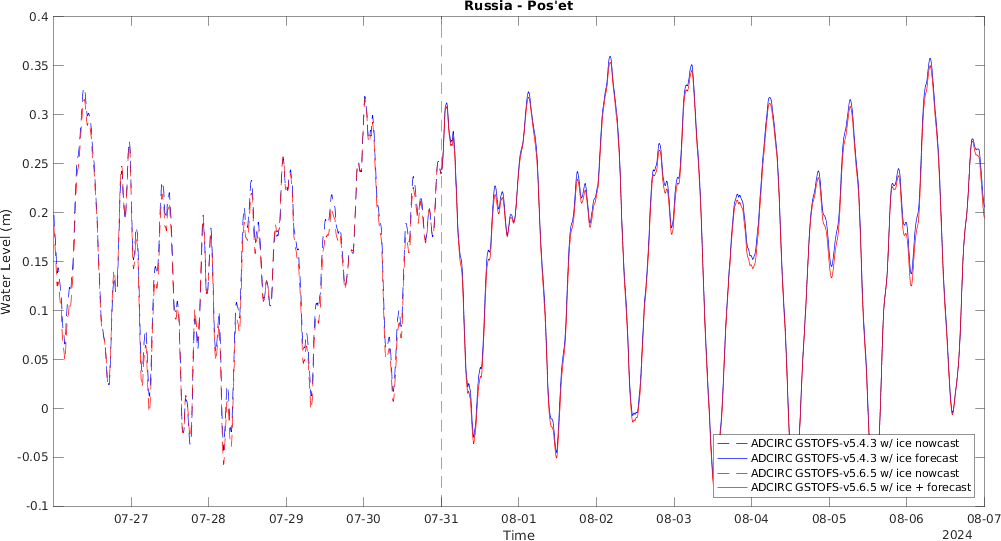 Russia - Pos'et
0.4
0.35
0.3
0.25
0.2
0.15
0.1
0.05
0
-0.05
-0.1
Water Level (m)
ADCIRC GSTOFS-v5.4.3 w/ ice nowcast
ADCIRC GSTOFS-v5.4.3 w/ ice forecast
ADCIRC GSTOFS-v5.6.5 w/ ice nowcast
ADCIRC GSTOFS-v5.6.5 w/ ice + forecast
07-27 07-28 07-29 07-30 07-31 08-01 08-02 08-03 08-04 08-05 08-06 08-07
Time
2024